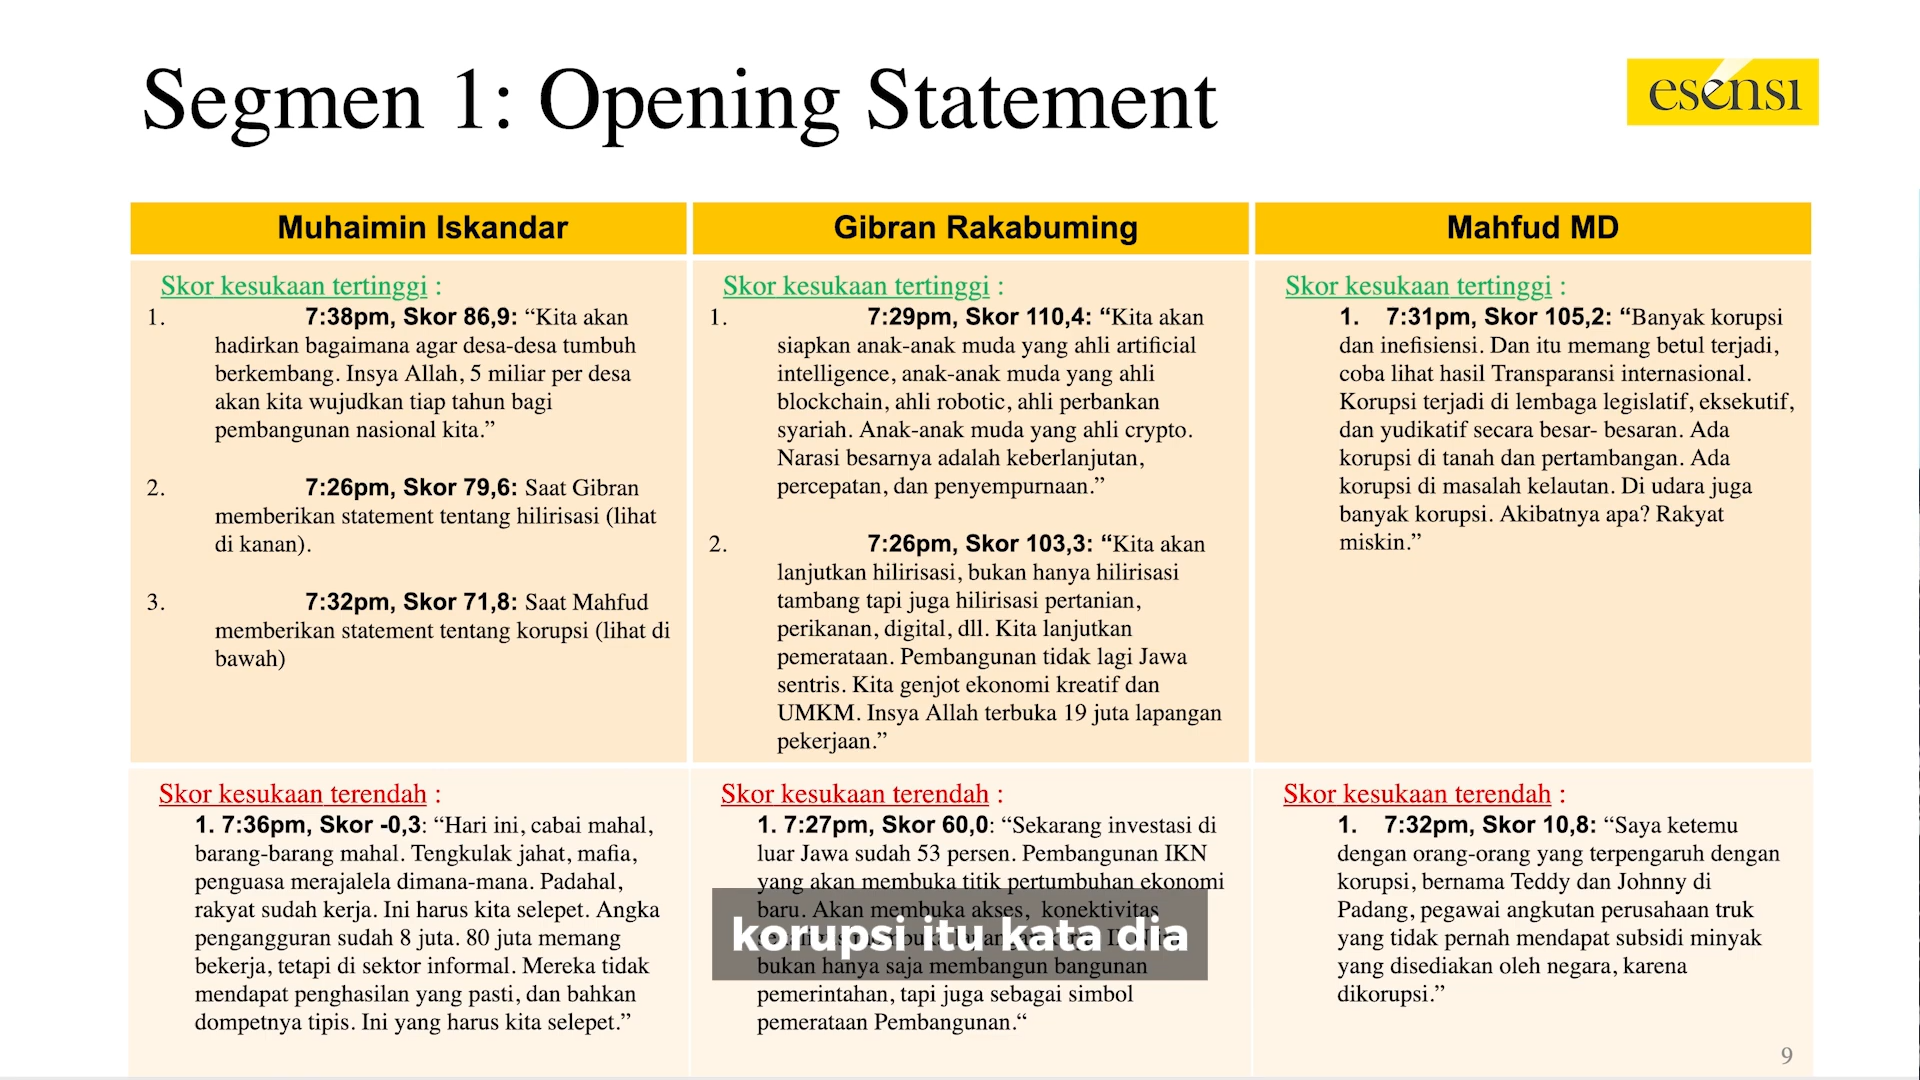 Segmen 1: Opening Statement
esénsı
Muhaimin Iskandar
Skor kesukaan tertinggi :
1. 7:38pm, Skor 86,9: “Kita akan
hadirkan bagaimana agar desa-desa tumbuh
berkembang. Insya Allah, 5 miliar per desa
akan kita wujudkan tiap tahun bagi
pembangunan nasional kita.”
2. 7:26pm, Skor 79,6: Saat Gibran
memberikan statement tentang hilirisasi (lihat
di kanan).
3. 7:32pm, Skor 71,8: Saat Mahfud
memberikan statement tentang korupsi (lihat di
bawah)
Skor kesukaan terendah :
1. 7:36pm, Skor -0,3: “Hari ini, cabai mahal,
barang-barang mahal. Tengkulak jahat, mafia,
penguasa merajalela dimana-mana. Padahal,
rakyat sudah kerja. Ini harus kita selepet. Angka
pengangguran sudah 8 juta. 80 juta memang
bekerja, tetapi di sektor informal. Mereka tidak
mendapat penghasilan yang pasti, dan bahkan
dompetnya tipis. Ini yang harus kita selepet.”
Gibran Rakabuming
Skor kesukaan tertinggi :
1. 7:29pm, Skor 110,4: “Kita akan
siapkan anak-anak muda yang ahli artificial
intelligence, anak-anak muda yang ahli
blockchain, ahli robotic, ahli perbankan
syariah. Anak-anak muda yang ahli crypto.
Narasi besarnya adalah keberlanjutan,
percepatan, dan penyempurnaan.”
2. 7:26pm, Skor 103,3: “Kita akan
lanjutkan hilirisasi, bukan hanya hilirisasi
tambang tapi juga hilirisasi pertanian,
perikanan, digital, dll. Kita lanjutkan
pemerataan. Pembangunan tidak lagi Jawa
sentris. Kita genjot ekonomi kreatif dan
UMKM. Insya Allah terbuka 19 juta lapangan
pekerjaan.”
Skor kesukaan terendah :
1. 7:27pm, Skor 60,0: “Sekarang investasi di
luar Jawa sudah 53 persen. Pembangunan IKN
yang akan membuka titik pertumbuhan ekonomi
baru. Akan membuka akses, konektivitas
bukan hanya saja membangun bangunan
pemerintahan, tapi juga sebagai simbol
pemerataan Pembangunan.“
Mahfud MD
Skor kesukaan tertinggi :
1. 7:31pm, Skor 105,2: “Banyak korupsi
dan inefisiensi. Dan itu memang betul terjadi,
coba lihat hasil Transparansi internasional.
Korupsi terjadi di lembaga legislatif, eksekutif,
dan yudikatif secara besar- besaran. Ada
korupsi di tanah dan pertambangan. Ada
korupsi di masalah kelautan. Di udara juga
banyak korupsi. Akibatnya apa? Rakyat
miskin.”
Skor kesukaan terendah :
1. 7:32pm, Skor 10,8: “Saya ketemu
dengan orang-orang yang terpengaruh dengan
korupsi, bernama Teddy dan Johnny di
Padang, pegawai angkutan perusahaan truk
yang tidak pernah mendapat subsidi minyak
yang disediakan oleh negara, karena
dikorupsi.”
korupsi itu kata dia
9